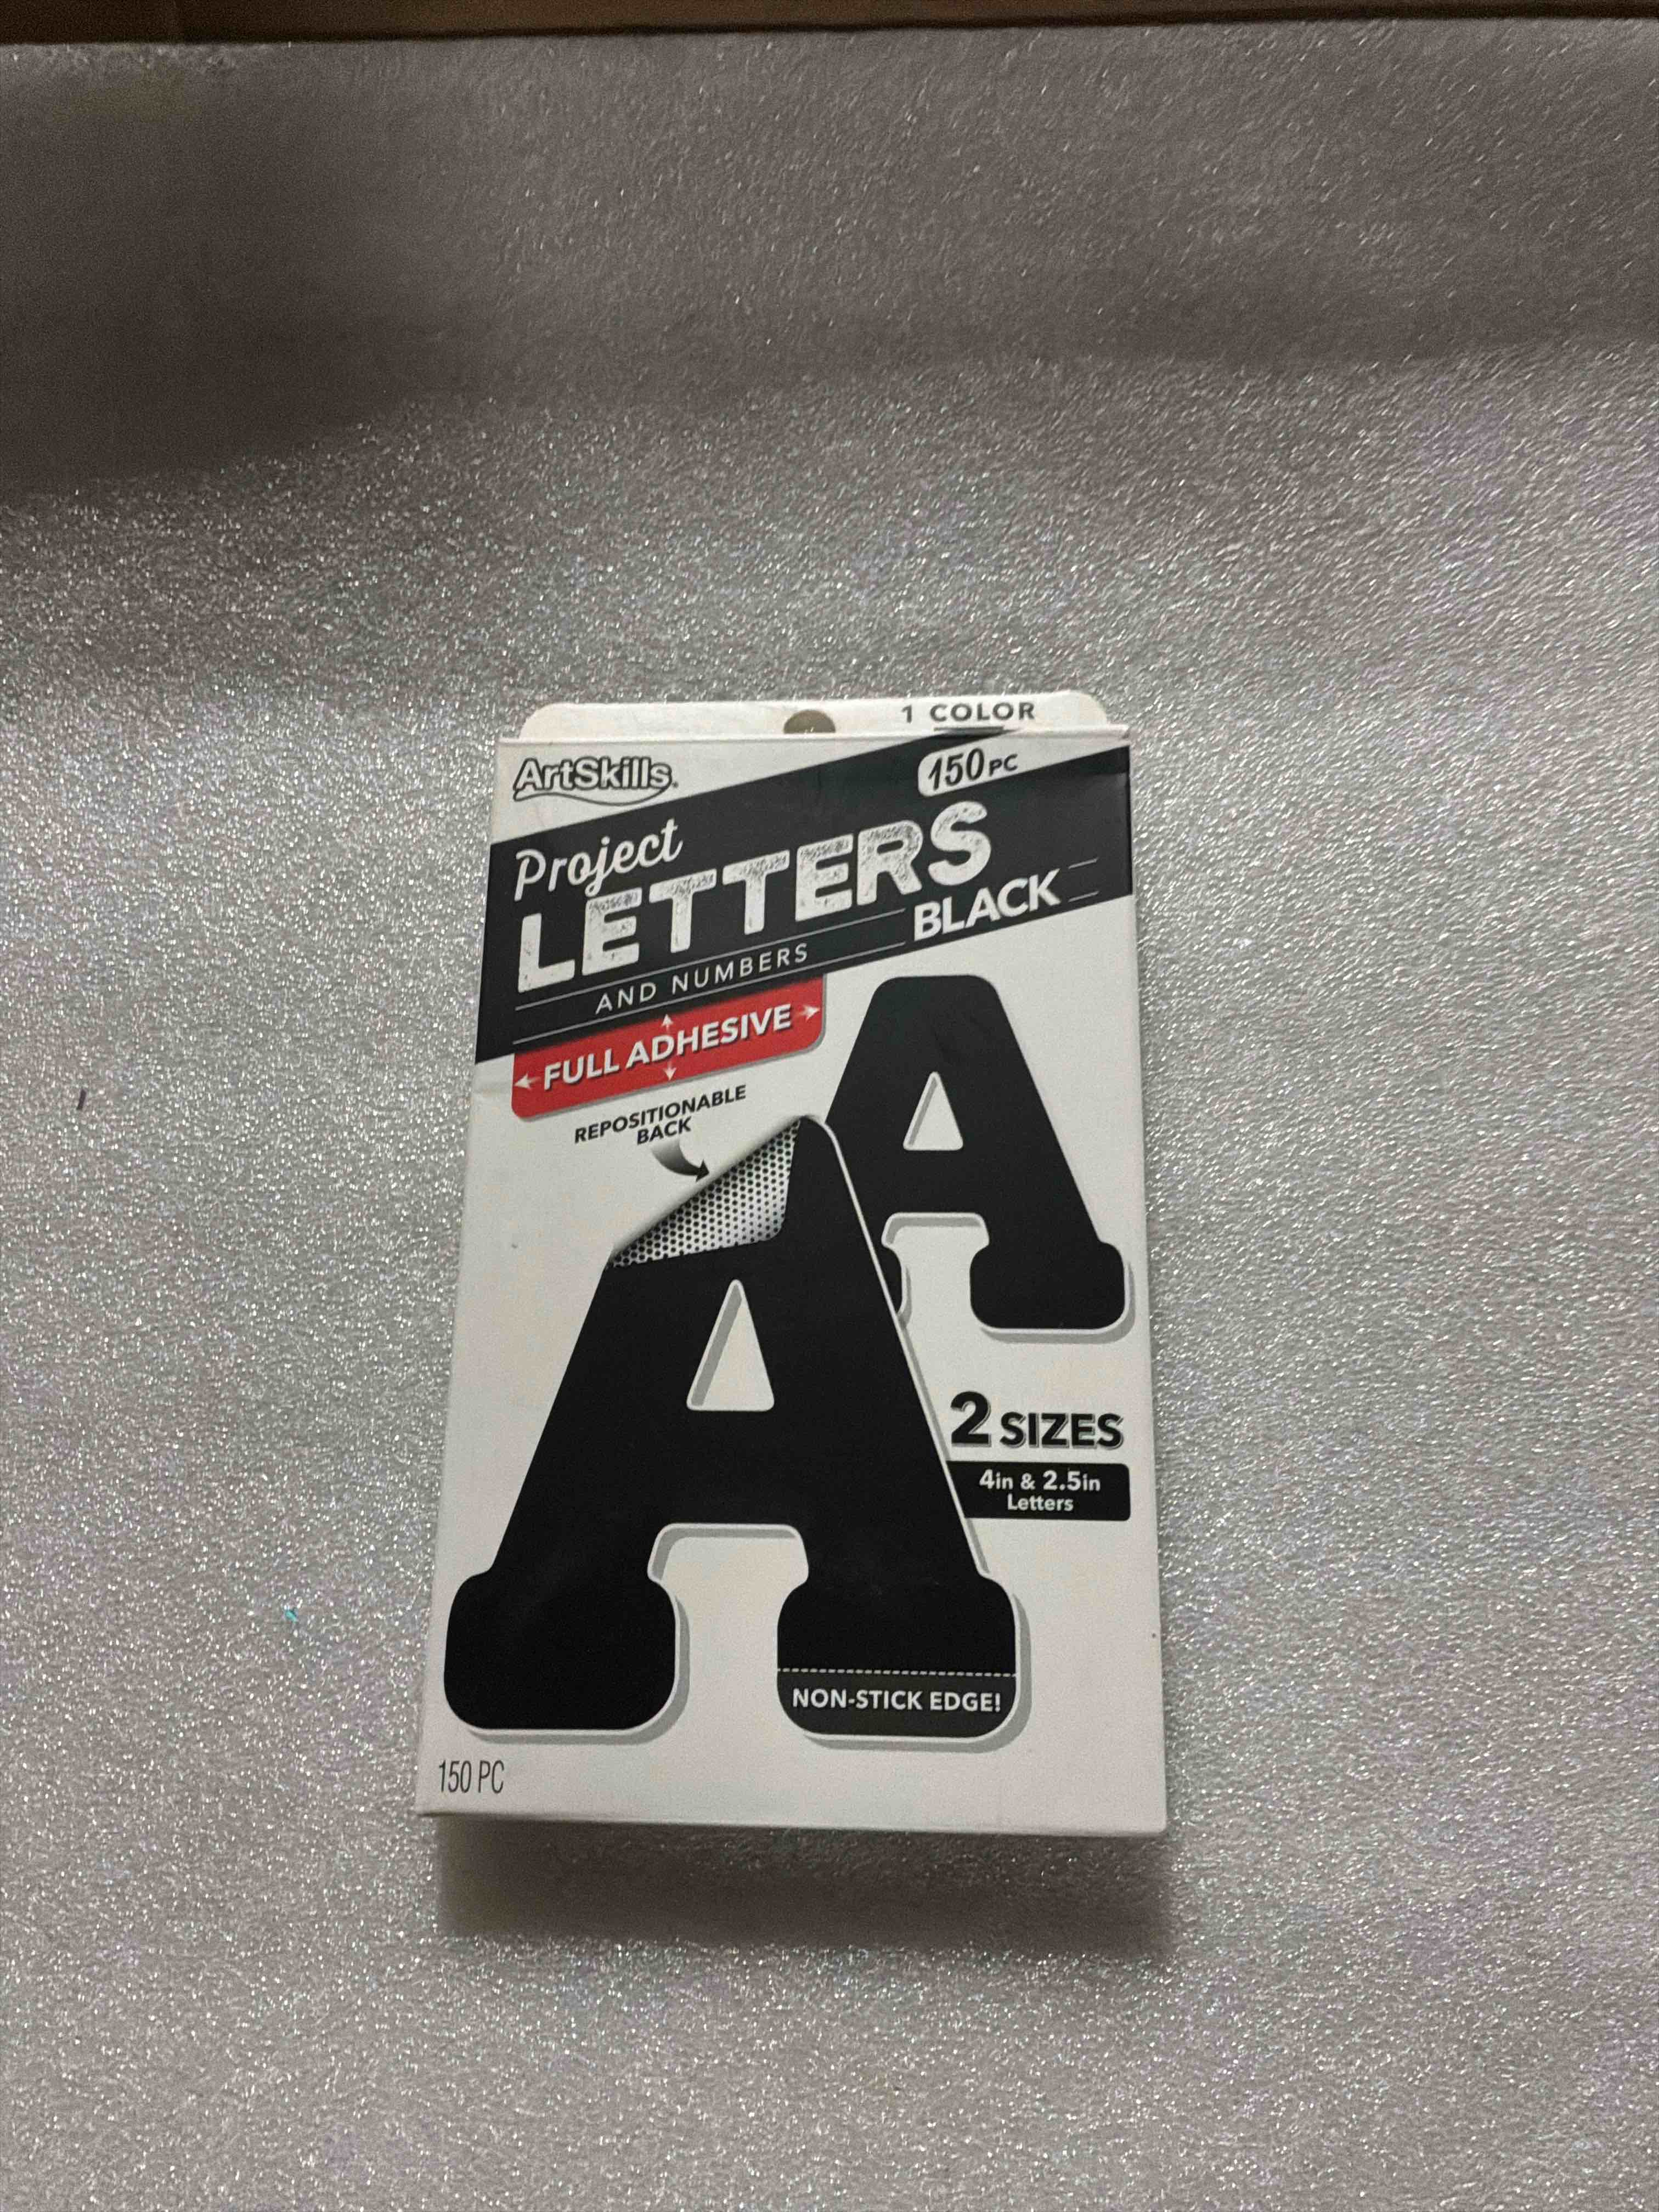 1 COLOR
ArtSkills®
150 PC
Project
LETTERS
AND NUMBERS
BLACK
FULL ADHESIVE
REPOSITIONABLE
BACK
2 SIZES
4in & 2.5in
Letters
NON-STICK EDGE!
150 PC